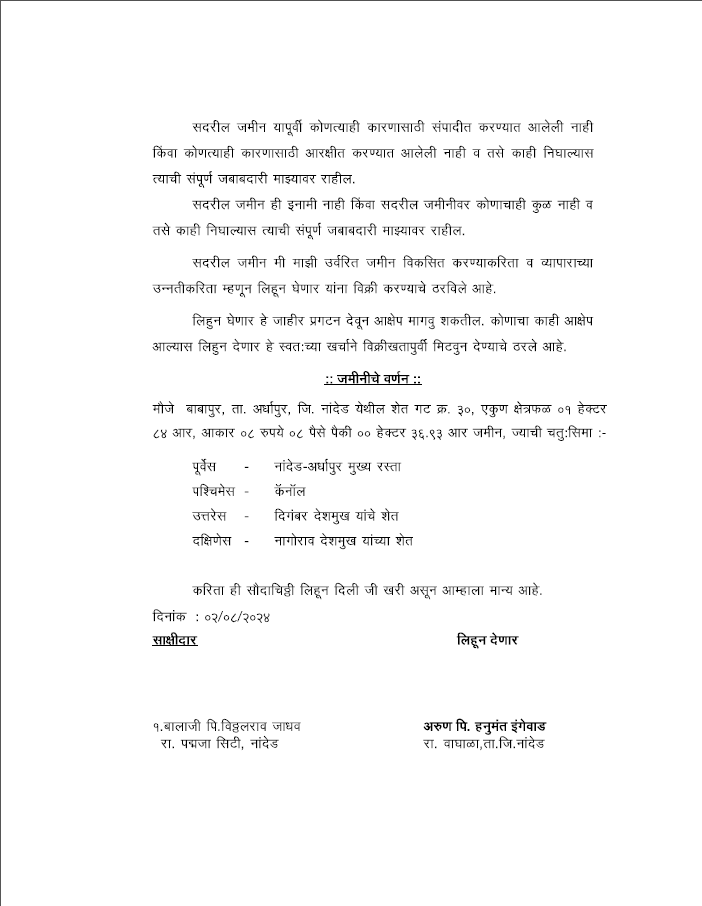 सदरील जमीन यापूर्वी कोणत्याही कारणासाठी संपादीत करण्यात आलेली नाही
किंवा कोणत्याही कारणासाठी आरक्षीत करण्यात आलेली नाही व तसे काही निघाल्यास
त्याची संपूर्ण जबाबदारी माझ्यावर राहील.
सदरील जमीन ही इनामी नाही किंवा सदरील जमीनीवर कोणाचाही कुळ नाही व
तसे काही निघाल्यास त्याची संपूर्ण जबाबदारी माझ्यावर राहील.
सदरील जमीन मी माझी उर्वरित जमीन विकसित करण्याकरिता व व्यापाराच्या
उन्नतीकरिता म्हणून लिहून घेणार यांना विक्री करण्याचे ठरविले आहे.
लिहुन घेणार हे जाहीर प्रगटन देवून आक्षेप मागवु शकतील. कोणाचा काही आक्षेप
आल्यास लिहुन देणार हे स्वत:च्या खर्चाने विक्रीखतापुर्वी मिटवुन देण्याचे ठरले आहे.
:: जमीनीचे वर्णन ::
मौजे बाबापुर, ता. अर्धापुर, जि. नांदेड येथील शेत गट क्र. ३०, एकुण क्षेत्रफळ ०१ हेक्टर
८४ आर, आकार ०८ रुपये ०८ पैसे पैकी ०० हेक्टर ३६.९३ आर जमीन, ज्याची चतु:सिमा :-
पूर्वेस - नांदेड-अर्धापुर मुख्य रस्ता
पश्चिमेस - कॅनॉल
उत्तरेस - दिगंबर देशमुख यांचे शेत
दक्षिणेस - नागोराव देशमुख यांच्या शेत
करिता ही सौदाचिठ्ठी लिहून दिली जी खरी असून आम्हाला मान्य आहे.
दिनांक : ०२/०८/२०२४
साक्षीदार लिहून देणार
१.बालाजी पि.विठ्ठलराव जाधव अरुण पि. हनुमंत इंगेवाड
रा. पद्मजा सिटी, नांदेड रा. वाघाळा,ता.जि.नांदेड